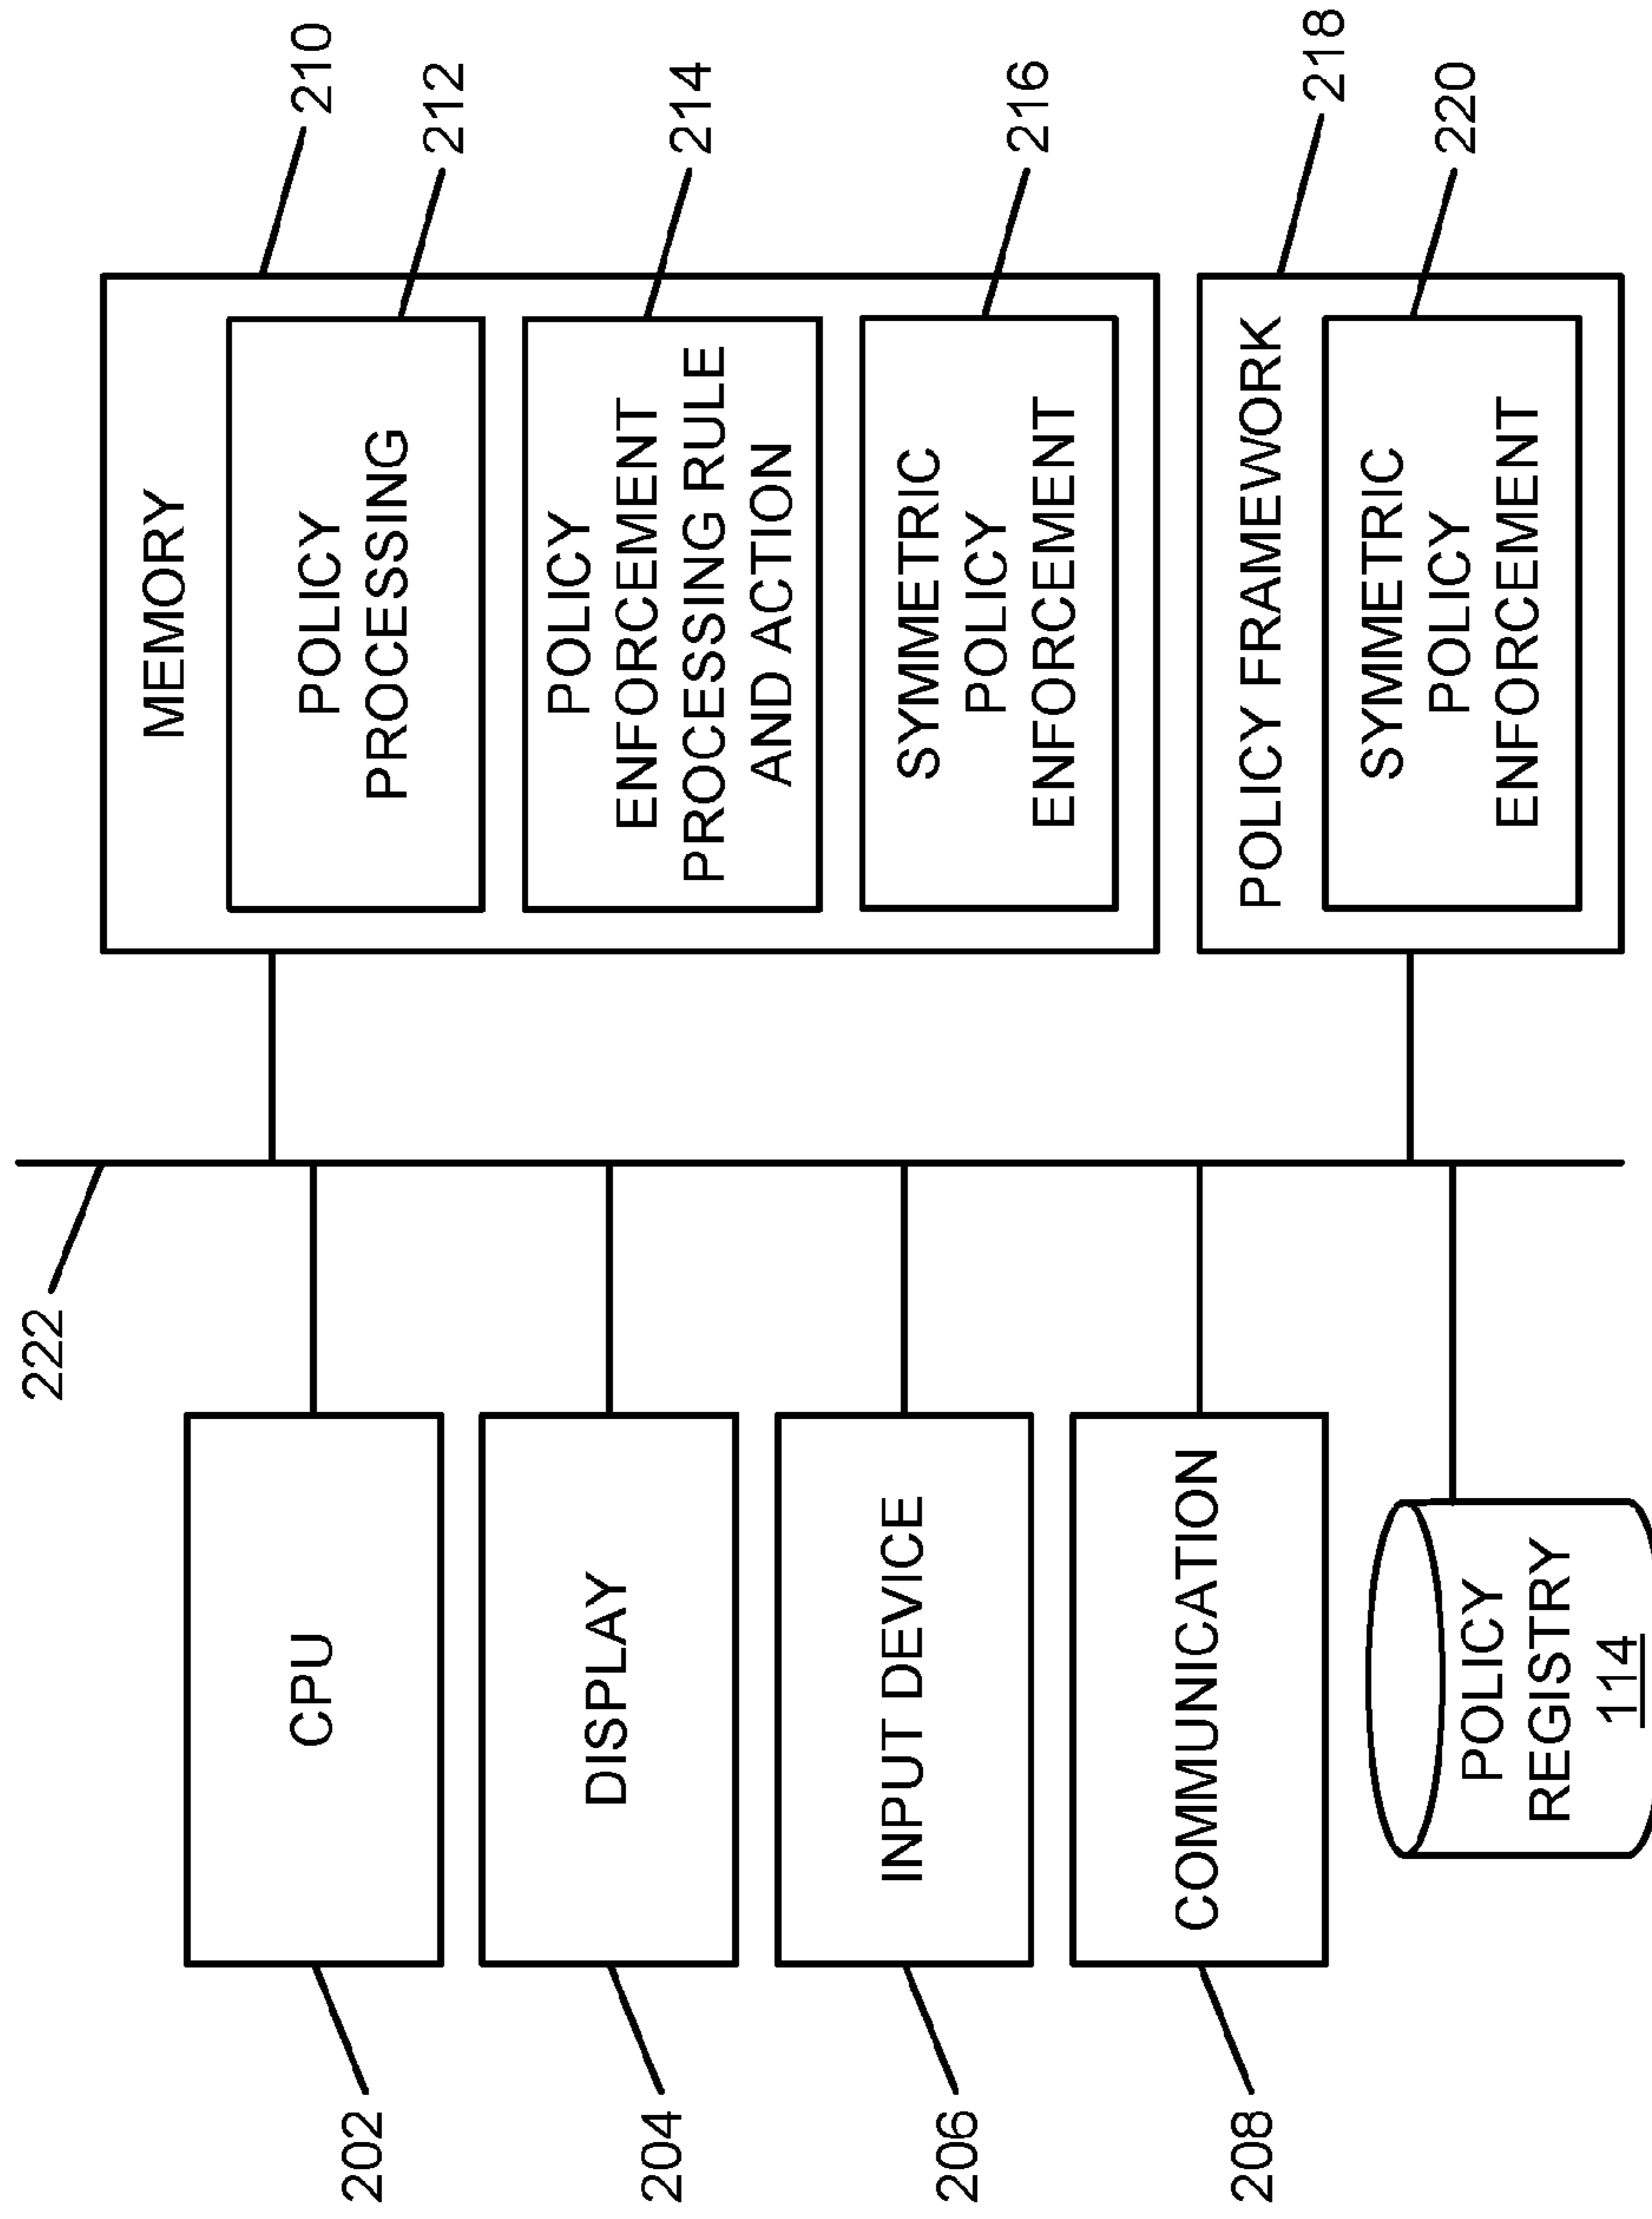 222
202
CPU
204
DISPLAY
206
INPUT DEVICE
208
COMMUNICATION
POLICY
REGISTRY
114
MEMORY
210
POLICY
PROCESSING
212
POLICY
ENFORCEMENT
PROCESSING RULE
AND ACTION
214
SYMMETRIC
POLICY
ENFORCEMENT
216
POLICY FRAMEWORK
218
SYMMETRIC
POLICY
ENFORCEMENT
220